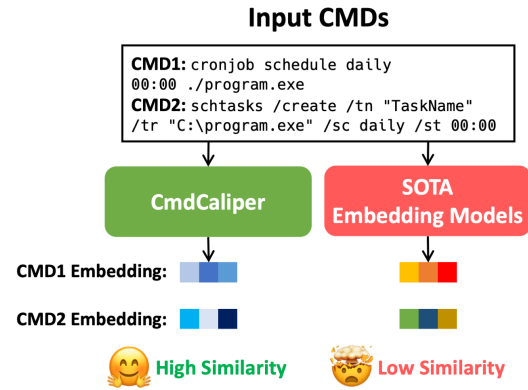 Input CMDs
CMD1: cronjob schedule daily
00:00 ./program.exe
CMD2: schtasks /create /tn "TaskName"
/tr "C:\program.exe" /sc daily /st 00:00
CmdCaliper
SOTA
Embedding Models
CMD1 Embedding:
CMD2 Embedding:
High Similarity
Low Similarity